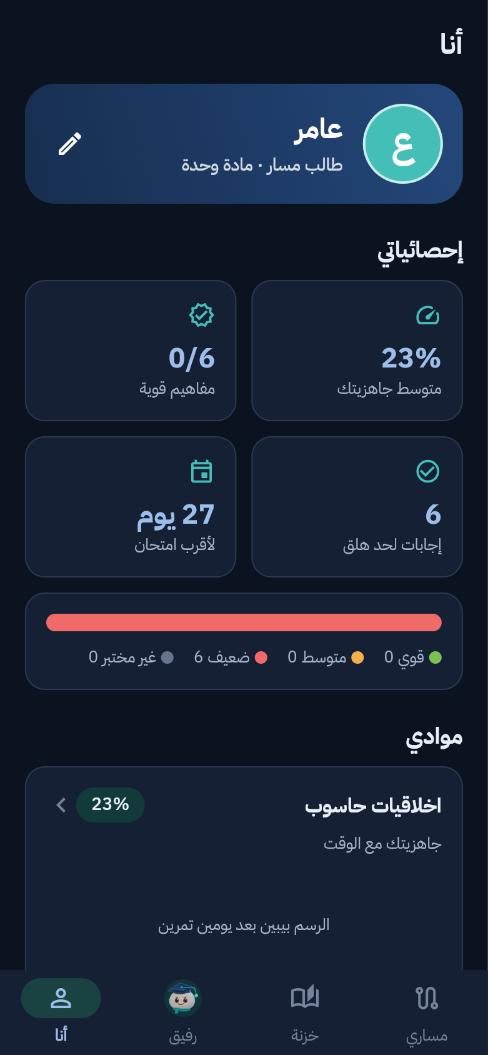 أنا
ع
عامر
طالب مسار · مادة وحدة
إحصائياتي
23%
متوسط جاهزيتك
0/6
مفاهيم قوية
6
إجابات لحد هلق
27 يوم
لأقرب امتحان
قوي 0
متوسط 0
ضعيف 6
غير مختبر 0
موادي
اخلاقيات حاسوب
23%
جاهزيتك مع الوقت
الرسم بيبين بعد يومين تمرين
مساري
خزنة
رفيق
أنا